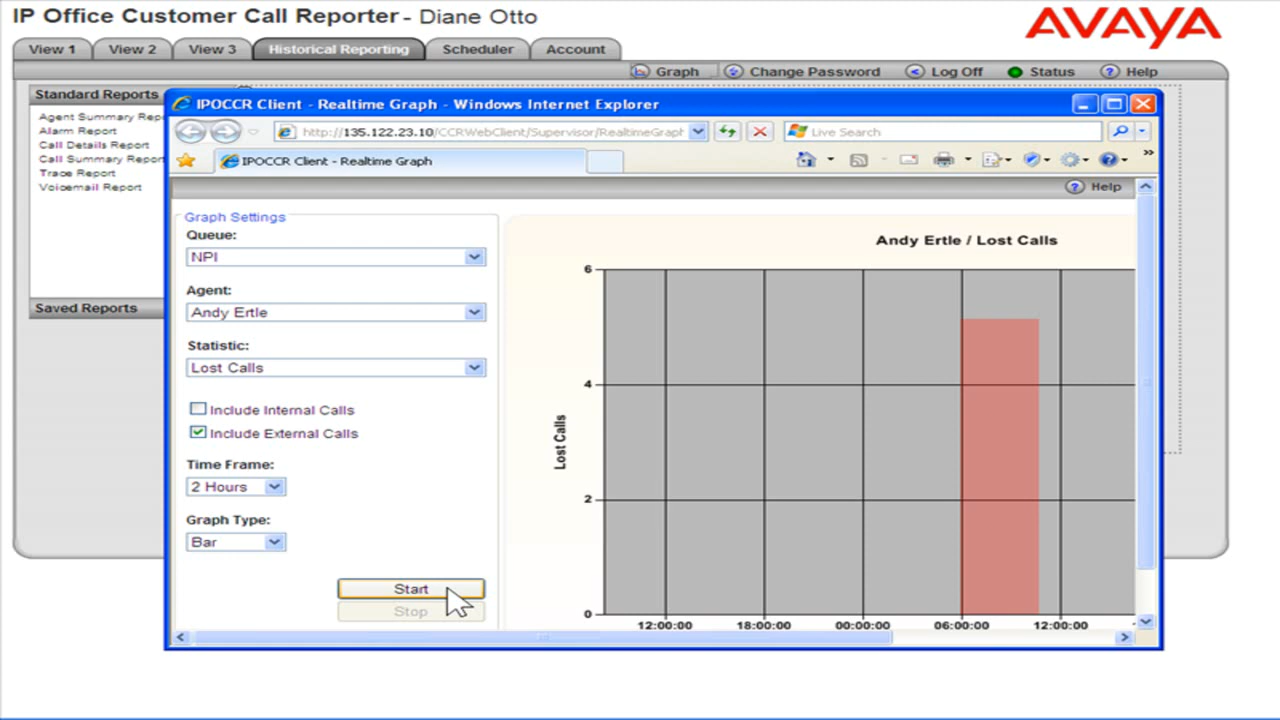 IP Office Customer Call Reporter - Diane Otto
AVAYA
View 1 View 2 View 3 Historical Reporting Scheduler Account
Graph Change Password Log Off Status Help
Standard Reports
Agent Summary Repo
Alarm Report
Call Details Report
Call Summary Report
Trace Report
Voicemail Report
Saved Reports
IPOCCR Client - Realtime Graph - Windows Internet Explorer
http://135.122.23.10/CCRWebClient/Supervisor/RealtimeGraph
Live Search
IPOCCR Client - Realtime Graph
Help
Graph Settings
Queue:
NPI
Agent:
Andy Ertle
Statistic:
Lost Calls
Include Internal Calls
Include External Calls
Time Frame:
2 Hours
Graph Type:
Bar
Start
Stop
Andy Ertle / Lost Calls
6
4
2
0
Lost Calls
12:00:00 18:00:00 00:00:00 06:00:00 12:00:00